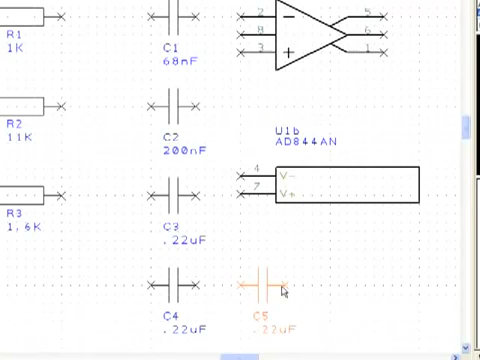 2
5
R1
1K
C1
68nF
8
6
3
1
R2
11K
C2
200nF
U1b
AD844AN
4
V-
7
V+
R3
1,6K
C3
.22uF
C4
.22uF
C5
.22uF